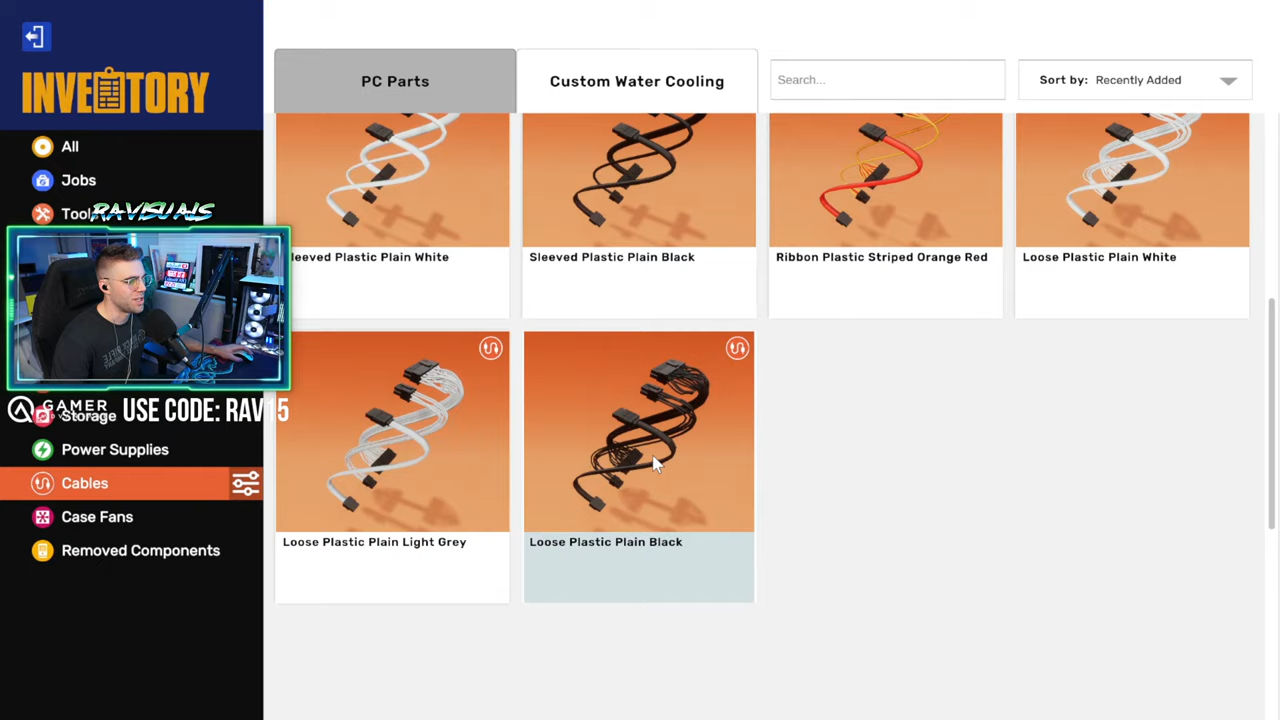 INVENTORY
PC Parts
Custom Water Cooling
Search...
Sort by: Recently Added
All
Jobs
Tool
RAVISUALS
GAMER
USE CODE: RAV15
Storage
Power Supplies
Cables
Case Fans
Removed Components
leeved Plastic Plain White
Sleeved Plastic Plain Black
Ribbon Plastic Striped Orange Red
Loose Plastic Plain White
Loose Plastic Plain Light Grey
Loose Plastic Plain Black